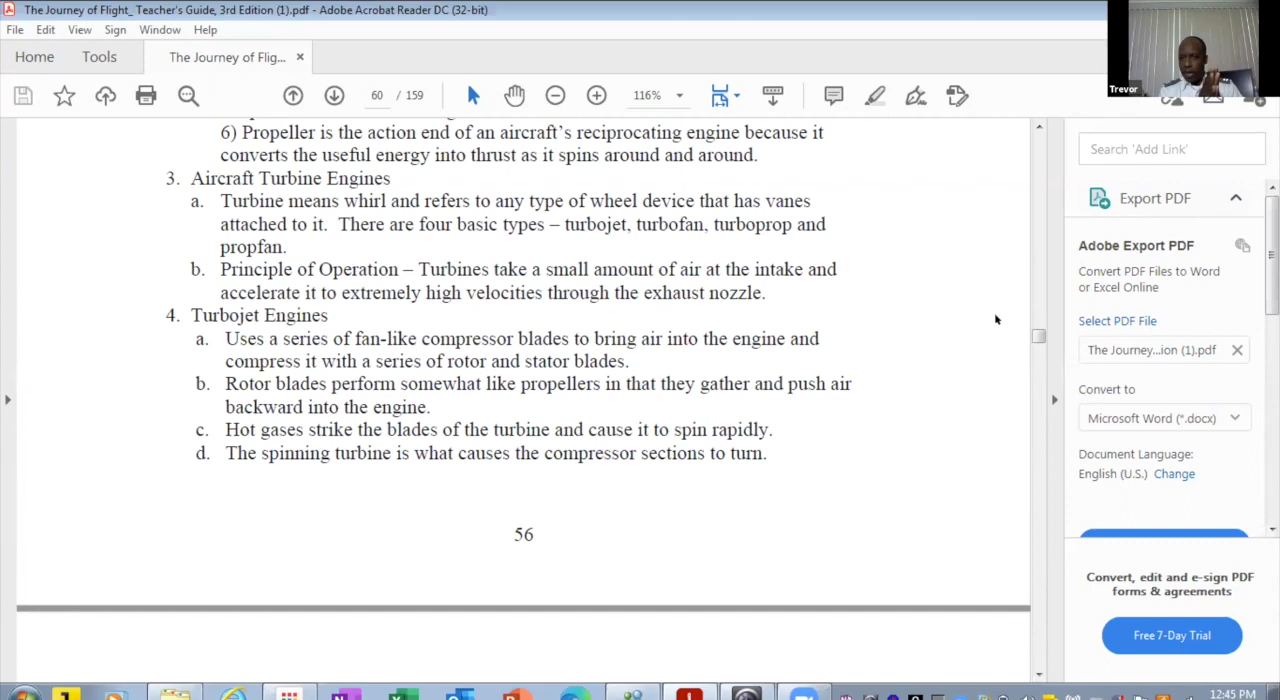 The Journey of Flight_ Teacher's Guide, 3rd Edition (1).pdf - Adobe Acrobat Reader DC (32-bit)
File Edit View Sign Window Help
Home Tools The Journey of Flig...
60 / 159 116%
Trevor
6) Propeller is the action end of an aircraft's reciprocating engine because it
converts the useful energy into thrust as it spins around and around.
3. Aircraft Turbine Engines
a. Turbine means whirl and refers to any type of wheel device that has vanes
attached to it. There are four basic types – turbojet, turbofan, turboprop and
propfan.
b. Principle of Operation – Turbines take a small amount of air at the intake and
accelerate it to extremely high velocities through the exhaust nozzle.
4. Turbojet Engines
a. Uses a series of fan-like compressor blades to bring air into the engine and
compress it with a series of rotor and stator blades.
b. Rotor blades perform somewhat like propellers in that they gather and push air
backward into the engine.
c. Hot gases strike the blades of the turbine and cause it to spin rapidly.
d. The spinning turbine is what causes the compressor sections to turn.
56
Search 'Add Link'
Export PDF
Adobe Export PDF
Convert PDF Files to Word
or Excel Online
Select PDF File
The Journey...ion (1).pdf
Convert to
Microsoft Word (*.docx)
Document Language:
English (U.S.) Change
Convert, edit and e-sign PDF
forms & agreements
Free 7-Day Trial
12:45 PM